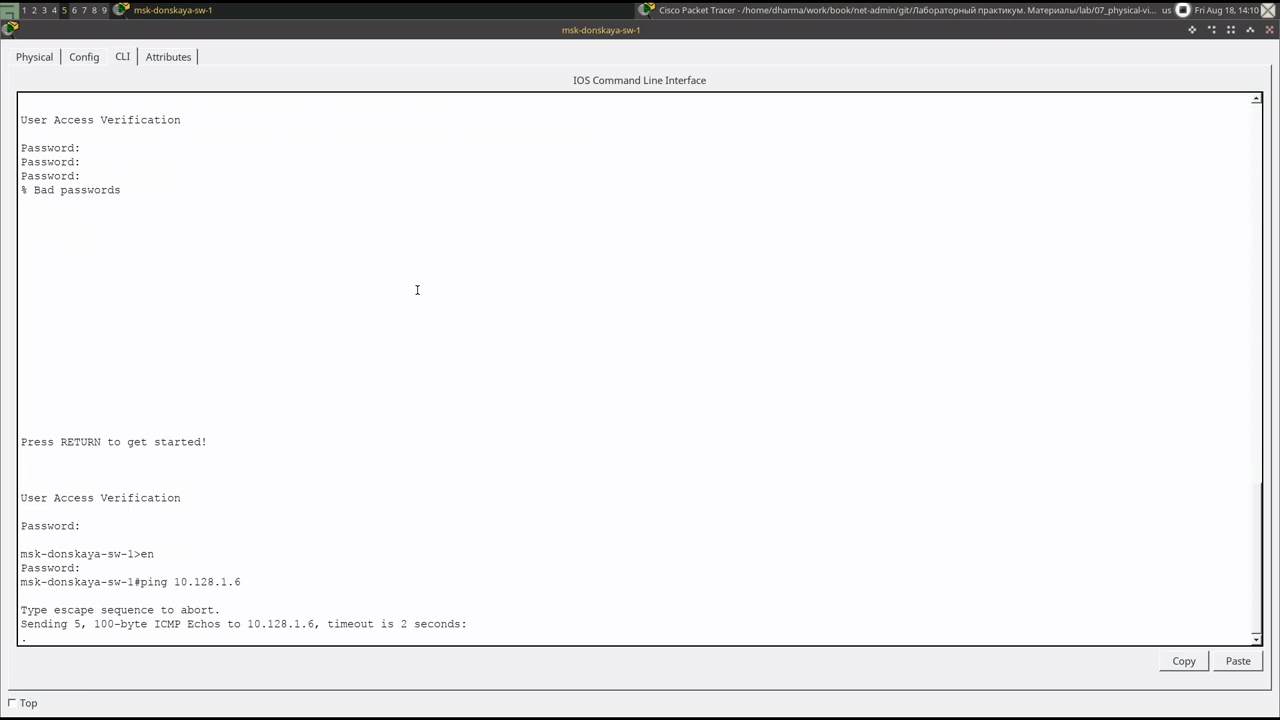 1 2 3 4 5 6 7 8 9 msk-donskaya-sw-1 Cisco Packet Tracer - /home/dharma/work/book/net-admin/git/Лабораторный практикум. Материалы/lab/07_physical-vi... us Fri Aug 18, 14:10
msk-donskaya-sw-1
Physical Config CLI Attributes
IOS Command Line Interface
User Access Verification
Password:
Password:
Password:
% Bad passwords
Press RETURN to get started!
User Access Verification
Password:
msk-donskaya-sw-1>en
Password:
msk-donskaya-sw-1#ping 10.128.1.6
Type escape sequence to abort.
Sending 5, 100-byte ICMP Echos to 10.128.1.6, timeout is 2 seconds:
.
Copy Paste
Top